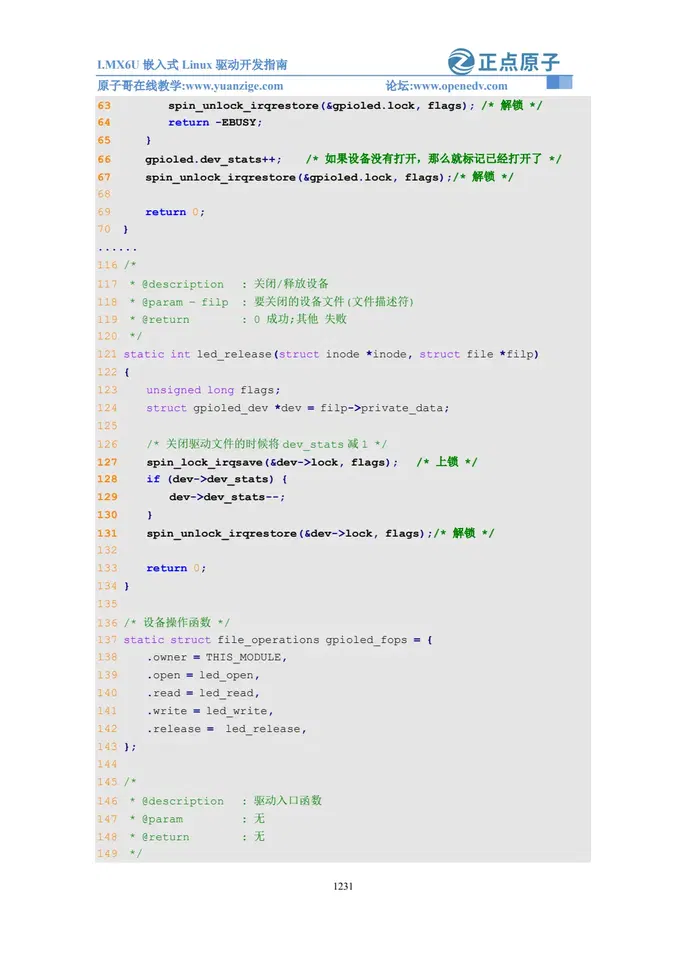 I.MX6U 嵌入式 Linux 驱动开发指南
正点原子
原子哥在线教学:www.yuanzige.com 论坛:www.openedv.com
63 spin_unlock_irqrestore(&gpioled.lock, flags); /* 解锁 */
64 return -EBUSY;
65 }
66 gpioled.dev_stats++; /* 如果设备没有打开，那么就标记已经打开了 */
67 spin_unlock_irqrestore(&gpioled.lock, flags);/* 解锁 */
68
69 return 0;
70 }
......
116 /*
117 * @description : 关闭/释放设备
118 * @param - filp : 要关闭的设备文件(文件描述符)
119 * @return : 0 成功;其他 失败
120 */
121 static int led_release(struct inode *inode, struct file *filp)
122 {
123 unsigned long flags;
124 struct gpioled_dev *dev = filp->private_data;
125
126 /* 关闭驱动文件的时候将 dev_stats 减 1 */
127 spin_lock_irqsave(&dev->lock, flags); /* 上锁 */
128 if (dev->dev_stats) {
129 dev->dev_stats--;
130 }
131 spin_unlock_irqrestore(&dev->lock, flags);/* 解锁 */
132
133 return 0;
134 }
135
136 /* 设备操作函数 */
137 static struct file_operations gpioled_fops = {
138 .owner = THIS_MODULE,
139 .open = led_open,
140 .read = led_read,
141 .write = led_write,
142 .release = led_release,
143 };
144
145 /*
146 * @description : 驱动入口函数
147 * @param : 无
148 * @return : 无
149 */
1231